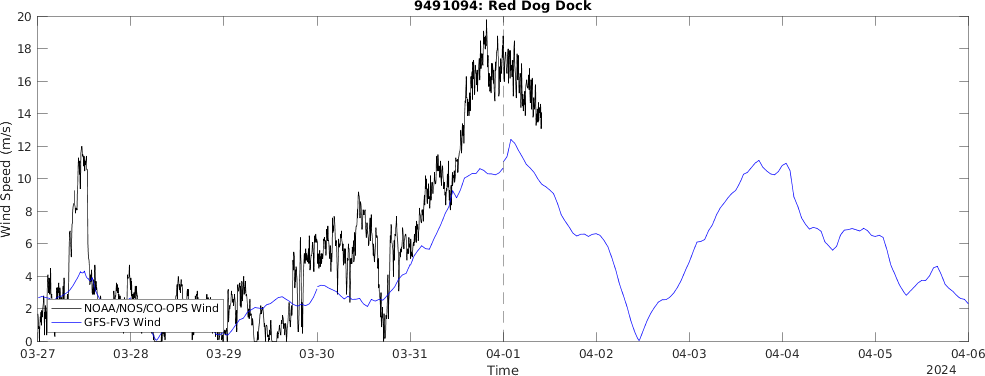 9491094: Red Dog Dock
20
18
16
14
12
10
8
6
4
2
0
Wind Speed (m/s)
NOAA/NOS/CO-OPS Wind
GFS-FV3 Wind
03-27 03-28 03-29 03-30 03-31 04-01 04-02 04-03 04-04 04-05 04-06
Time
2024